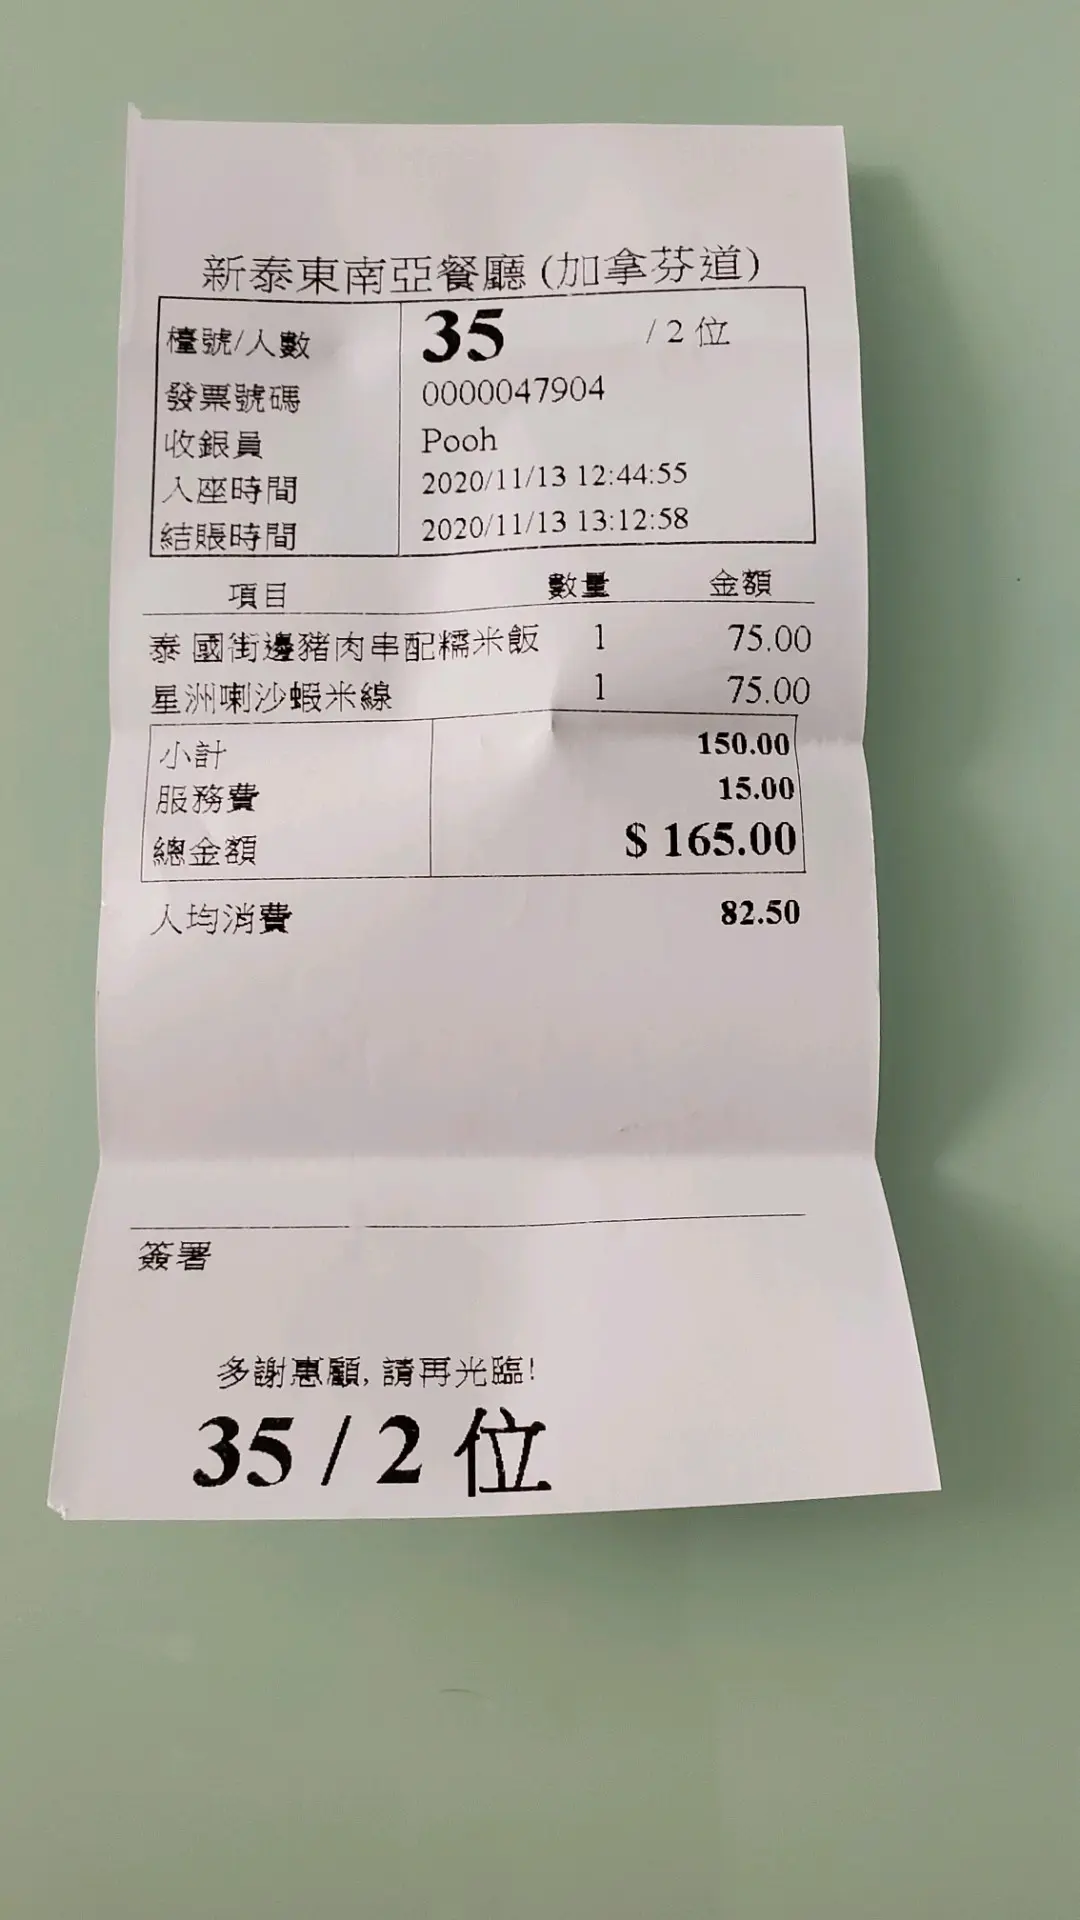 新泰東南亞餐廳 (加拿芬道)
檯號/人數 35 / 2 位
發票號碼 0000047904
收銀員 Pooh
入座時間 2020/11/13 12:44:55
結賬時間 2020/11/13 13:12:58
項目 數量 金額
泰 國街邊豬肉串配糯米飯 1 75.00
星洲喇沙蝦米線 1 75.00
小計 150.00
服務費 15.00
總金額 $ 165.00
人均消費 82.50
簽署
多謝惠顧, 請再光臨!
35 / 2 位